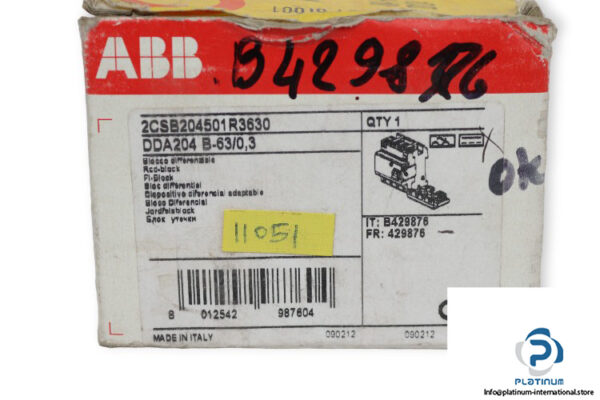 ABB
B429876
2CSB204501R3630
DDA204 B-63/0,3
QTY 1
Blocco differenziale
Rcd-block
FI-Block
Bloc différentiel
Dispositivo diferencial adaptable
Bloco Diferencial
Jordfelsblock
Блок утечки
OK
IT: B429876
FR: 429876
11051
8 012542 987604
MADE IN ITALY
090212
090212
PLATINUM
info@platinum-international.store